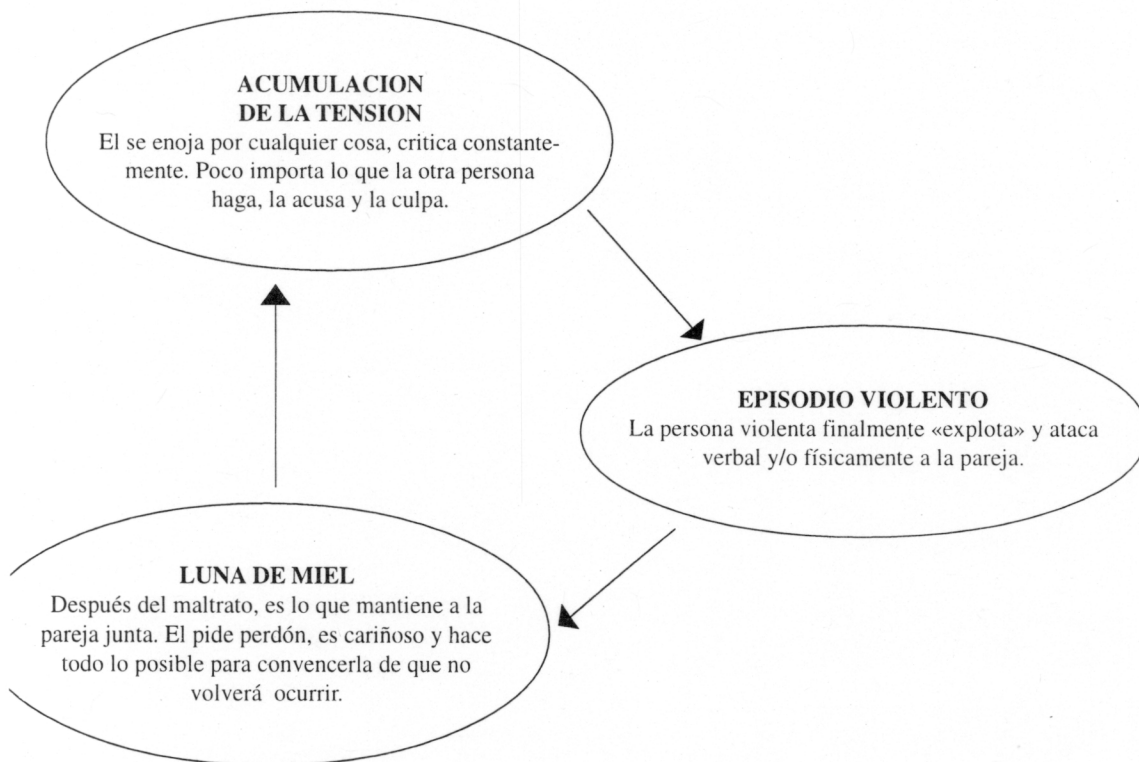 ACUMULACION
DE LA TENSION
El se enoja por cualquier cosa, critica constante-
mente. Poco importa lo que la otra persona
haga, la acusa y la culpa.
EPISODIO VIOLENTO
La persona violenta finalmente «explota» y ataca
verbal y/o físicamente a la pareja.
LUNA DE MIEL
Después del maltrato, es lo que mantiene a la
pareja junta. El pide perdón, es cariñoso y hace
todo lo posible para convencerla de que no
volverá ocurrir.